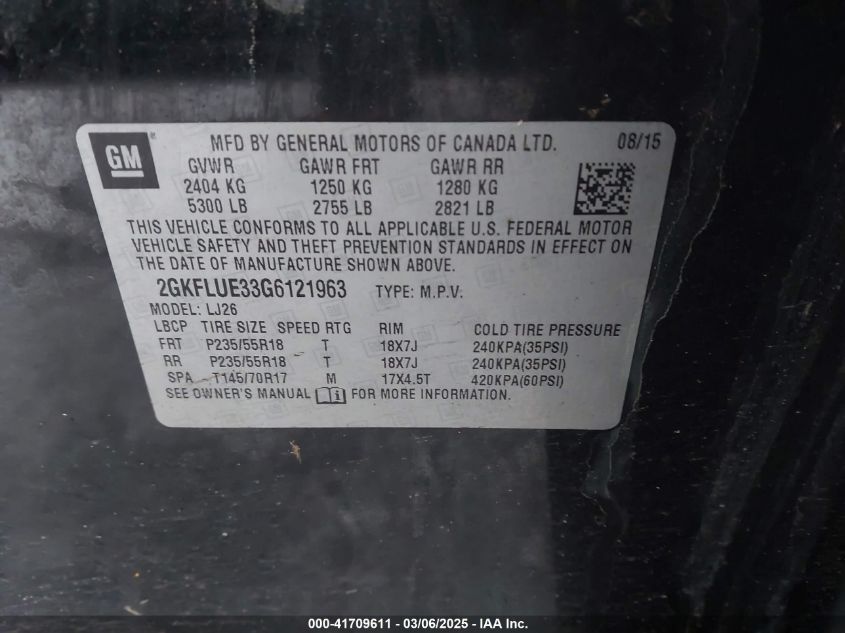 GM
MFD BY GENERAL MOTORS OF CANADA LTD. 08/15
GVWR GAWR FRT GAWR RR
2404 KG 1250 KG 1280 KG
5300 LB 2755 LB 2821 LB
THIS VEHICLE CONFORMS TO ALL APPLICABLE U.S. FEDERAL MOTOR
VEHICLE SAFETY AND THEFT PREVENTION STANDARDS IN EFFECT ON
THE DATE OF MANUFACTURE SHOWN ABOVE.
2GKFLUE33G6121963 TYPE: M.P.V.
MODEL: LJ26
LBCP TIRE SIZE SPEED RTG RIM COLD TIRE PRESSURE
FRT P235/55R18 T 18X7J 240KPA(35PSI)
RR P235/55R18 T 18X7J 240KPA(35PSI)
SPA T145/70R17 M 17X4.5T 420KPA(60PSI)
SEE OWNER'S MANUAL FOR MORE INFORMATION.
000-41709611 - 03/06/2025 - IAA Inc.